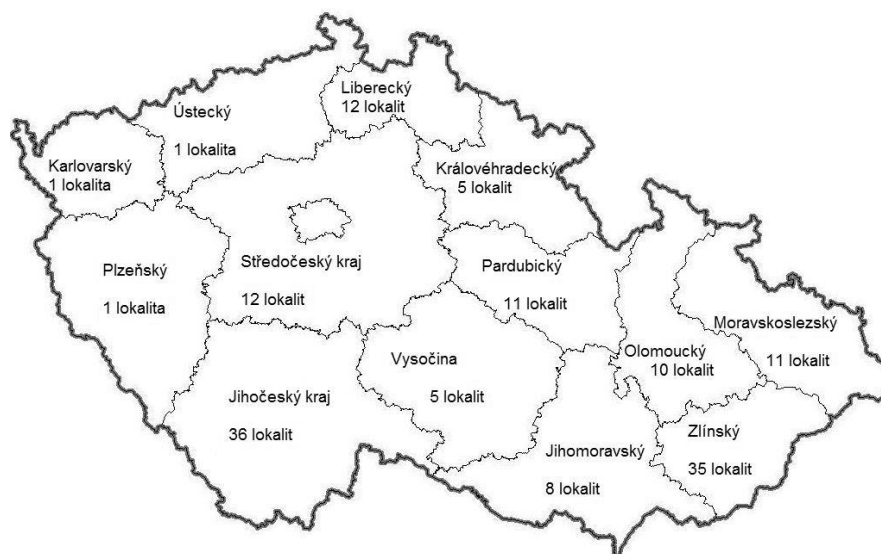 Liberecký
12 lokalit
Ústecký
1 lokalita
Karlovarský
1 lokalita
Královéhradecký
5 lokalit
Plzeňský
1 lokalita
Středočeský kraj
12 lokalit
Pardubický
11 lokalit
Moravskoslezský
11 lokalit
Olomoucký
10 lokalit
Vysočina
5 lokalit
Jihočeský kraj
36 lokalit
Jihomoravský
8 lokalit
Zlínský
35 lokalit